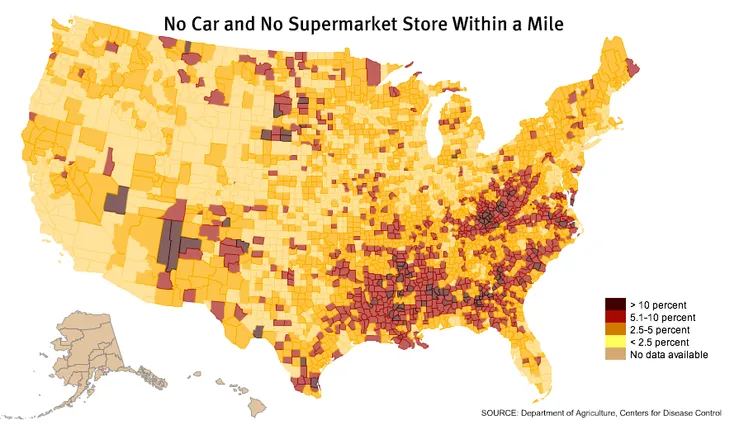 No Car and No Supermarket Store Within a Mile
> 10 percent
5.1-10 percent
2.5-5 percent
< 2.5 percent
No data available
SOURCE: Department of Agriculture, Centers for Disease Control